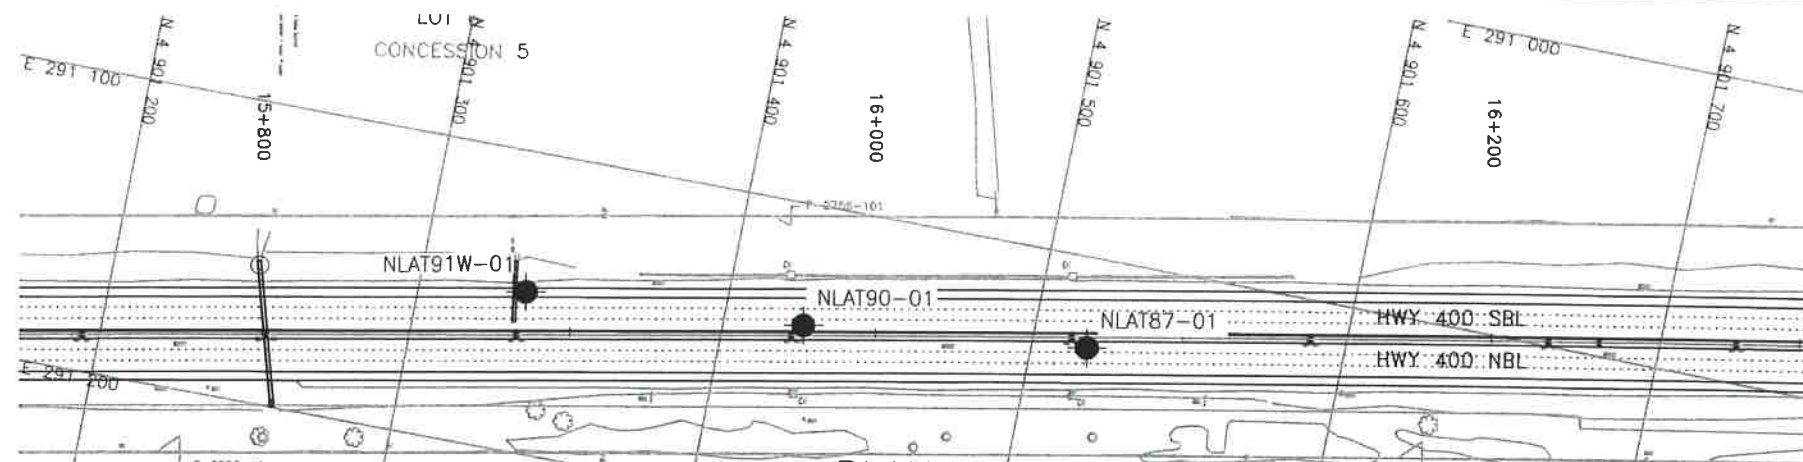 LOT
CONCESSION 5
E 291 100
N 4 901 200
15+800
N 4 901 300
N 4 901 400
16+000
N 4 901 500
N 4 901 600
E 291 000
16+200
N 4 901 700
NLAT91W-01
NLAT90-01
NLAT87-01
HWY 400 SBL
HWY 400 NBL
E 291 200